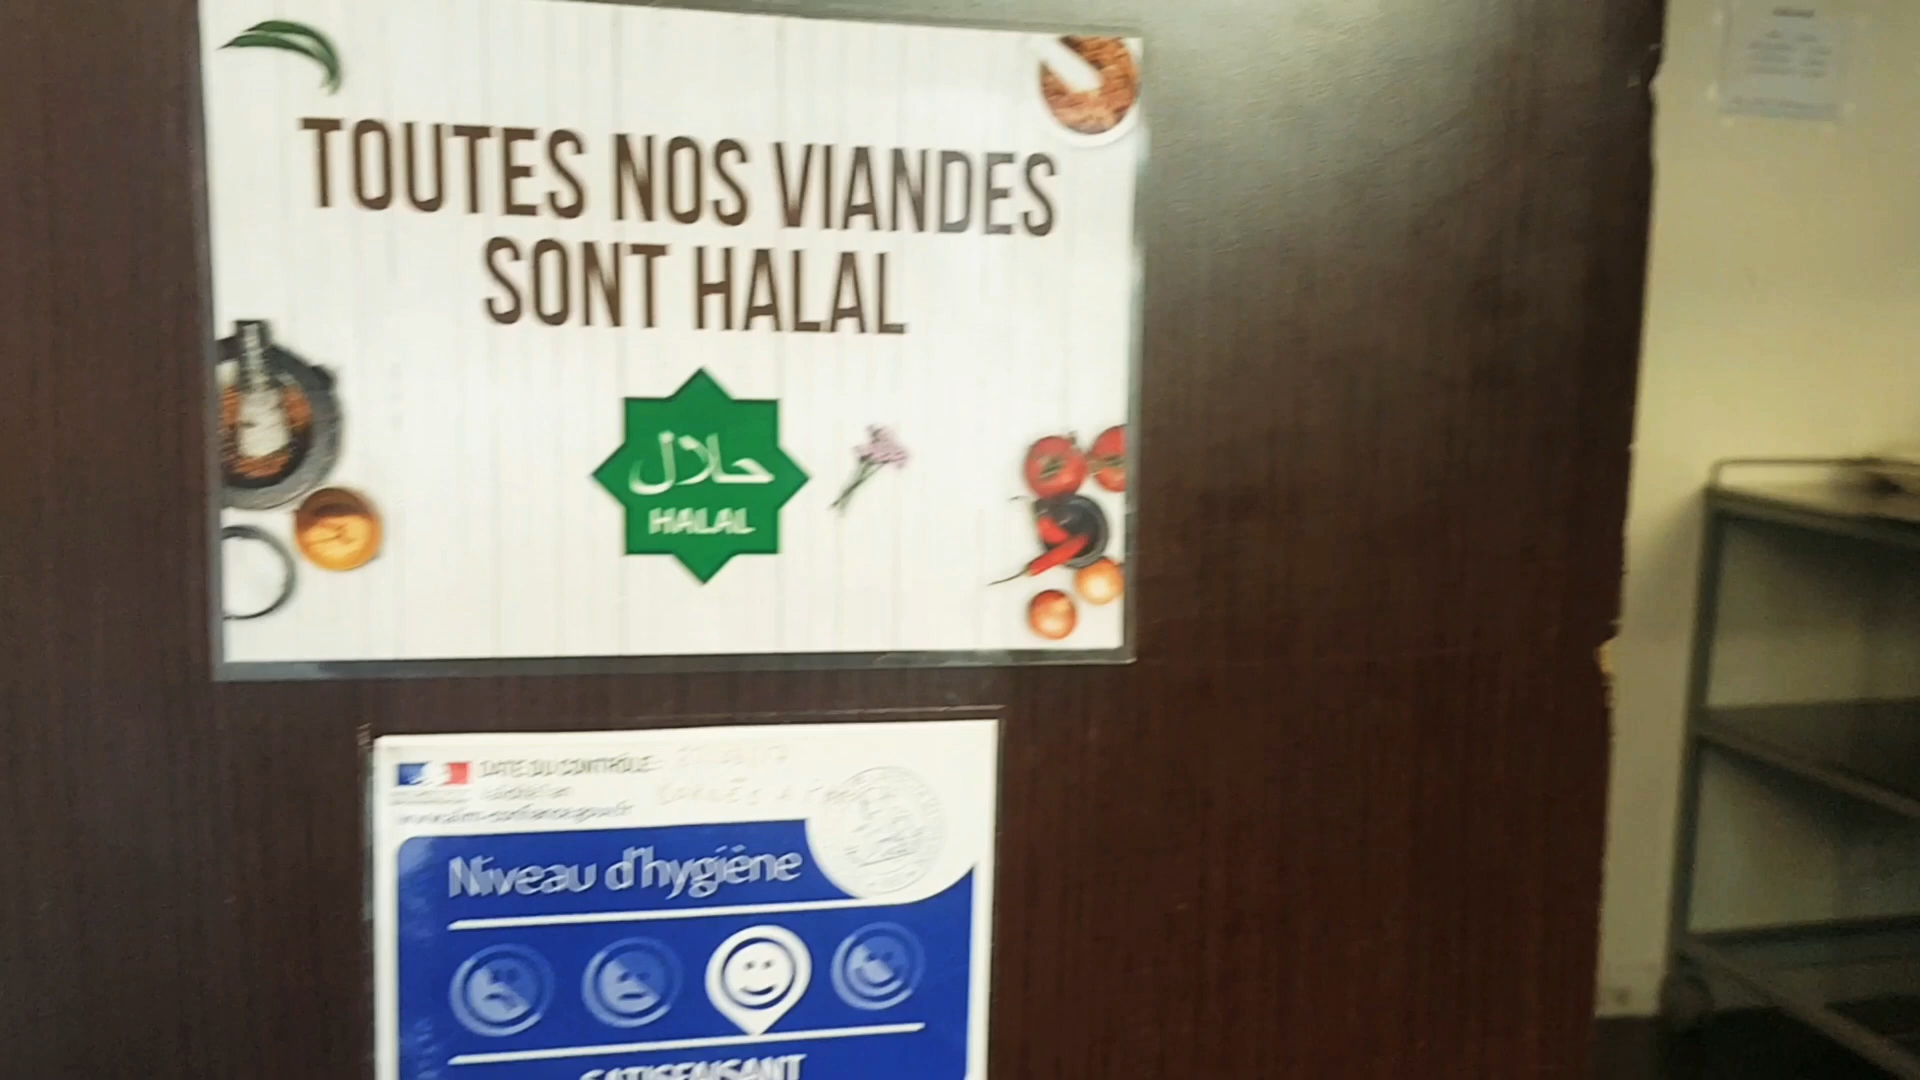 TOUTES NOS VIANDES
SONT HALAL
حلال
HALAL
DATE DU CONTRÔLE:
Niveau d'hygiène
SATISFAISANT